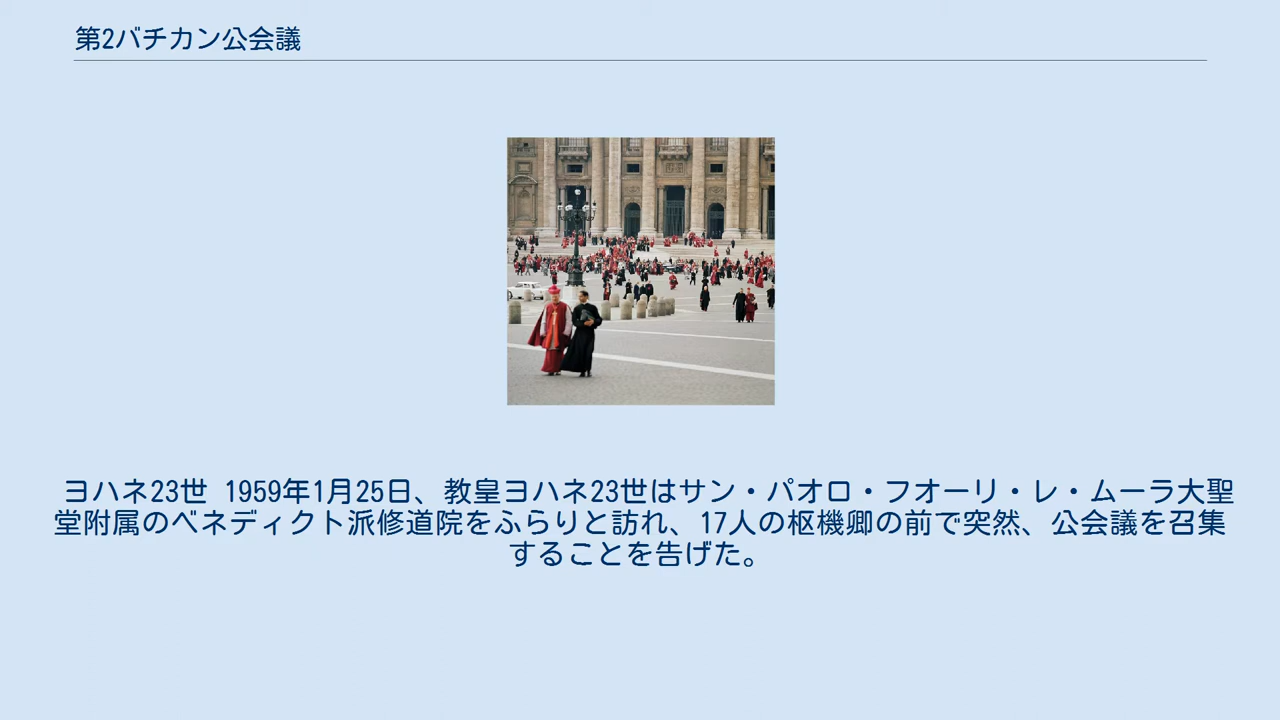 第2バチカン公会議
ヨハネ23世 1959年1月25日、教皇ヨハネ23世はサン・パオロ・フオーリ・レ・ムーラ大聖
堂附属のベネディクト派修道院をふらりと訪れ、17人の枢機卿の前で突然、公会議を召集
することを告げた。